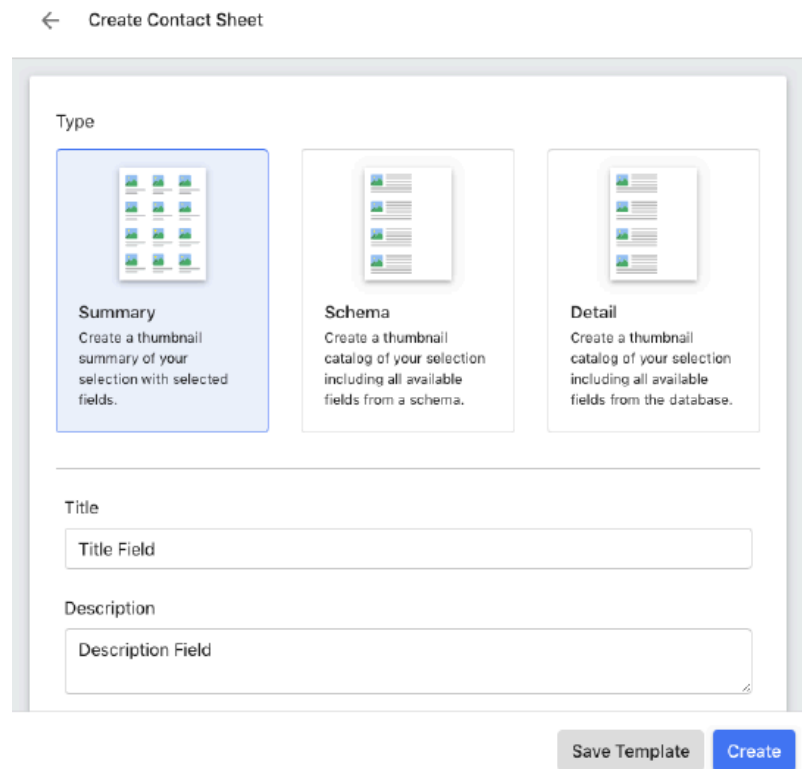 Create Contact Sheet
Type
Summary
Create a thumbnail
summary of your
selection with selected
fields.
Schema
Create a thumbnail
catalog of your selection
including all available
fields from a schema.
Detail
Create a thumbnail
catalog of your selection
including all available
fields from the database.
Title
Title Field
Description
Description Field
Save Template
Create